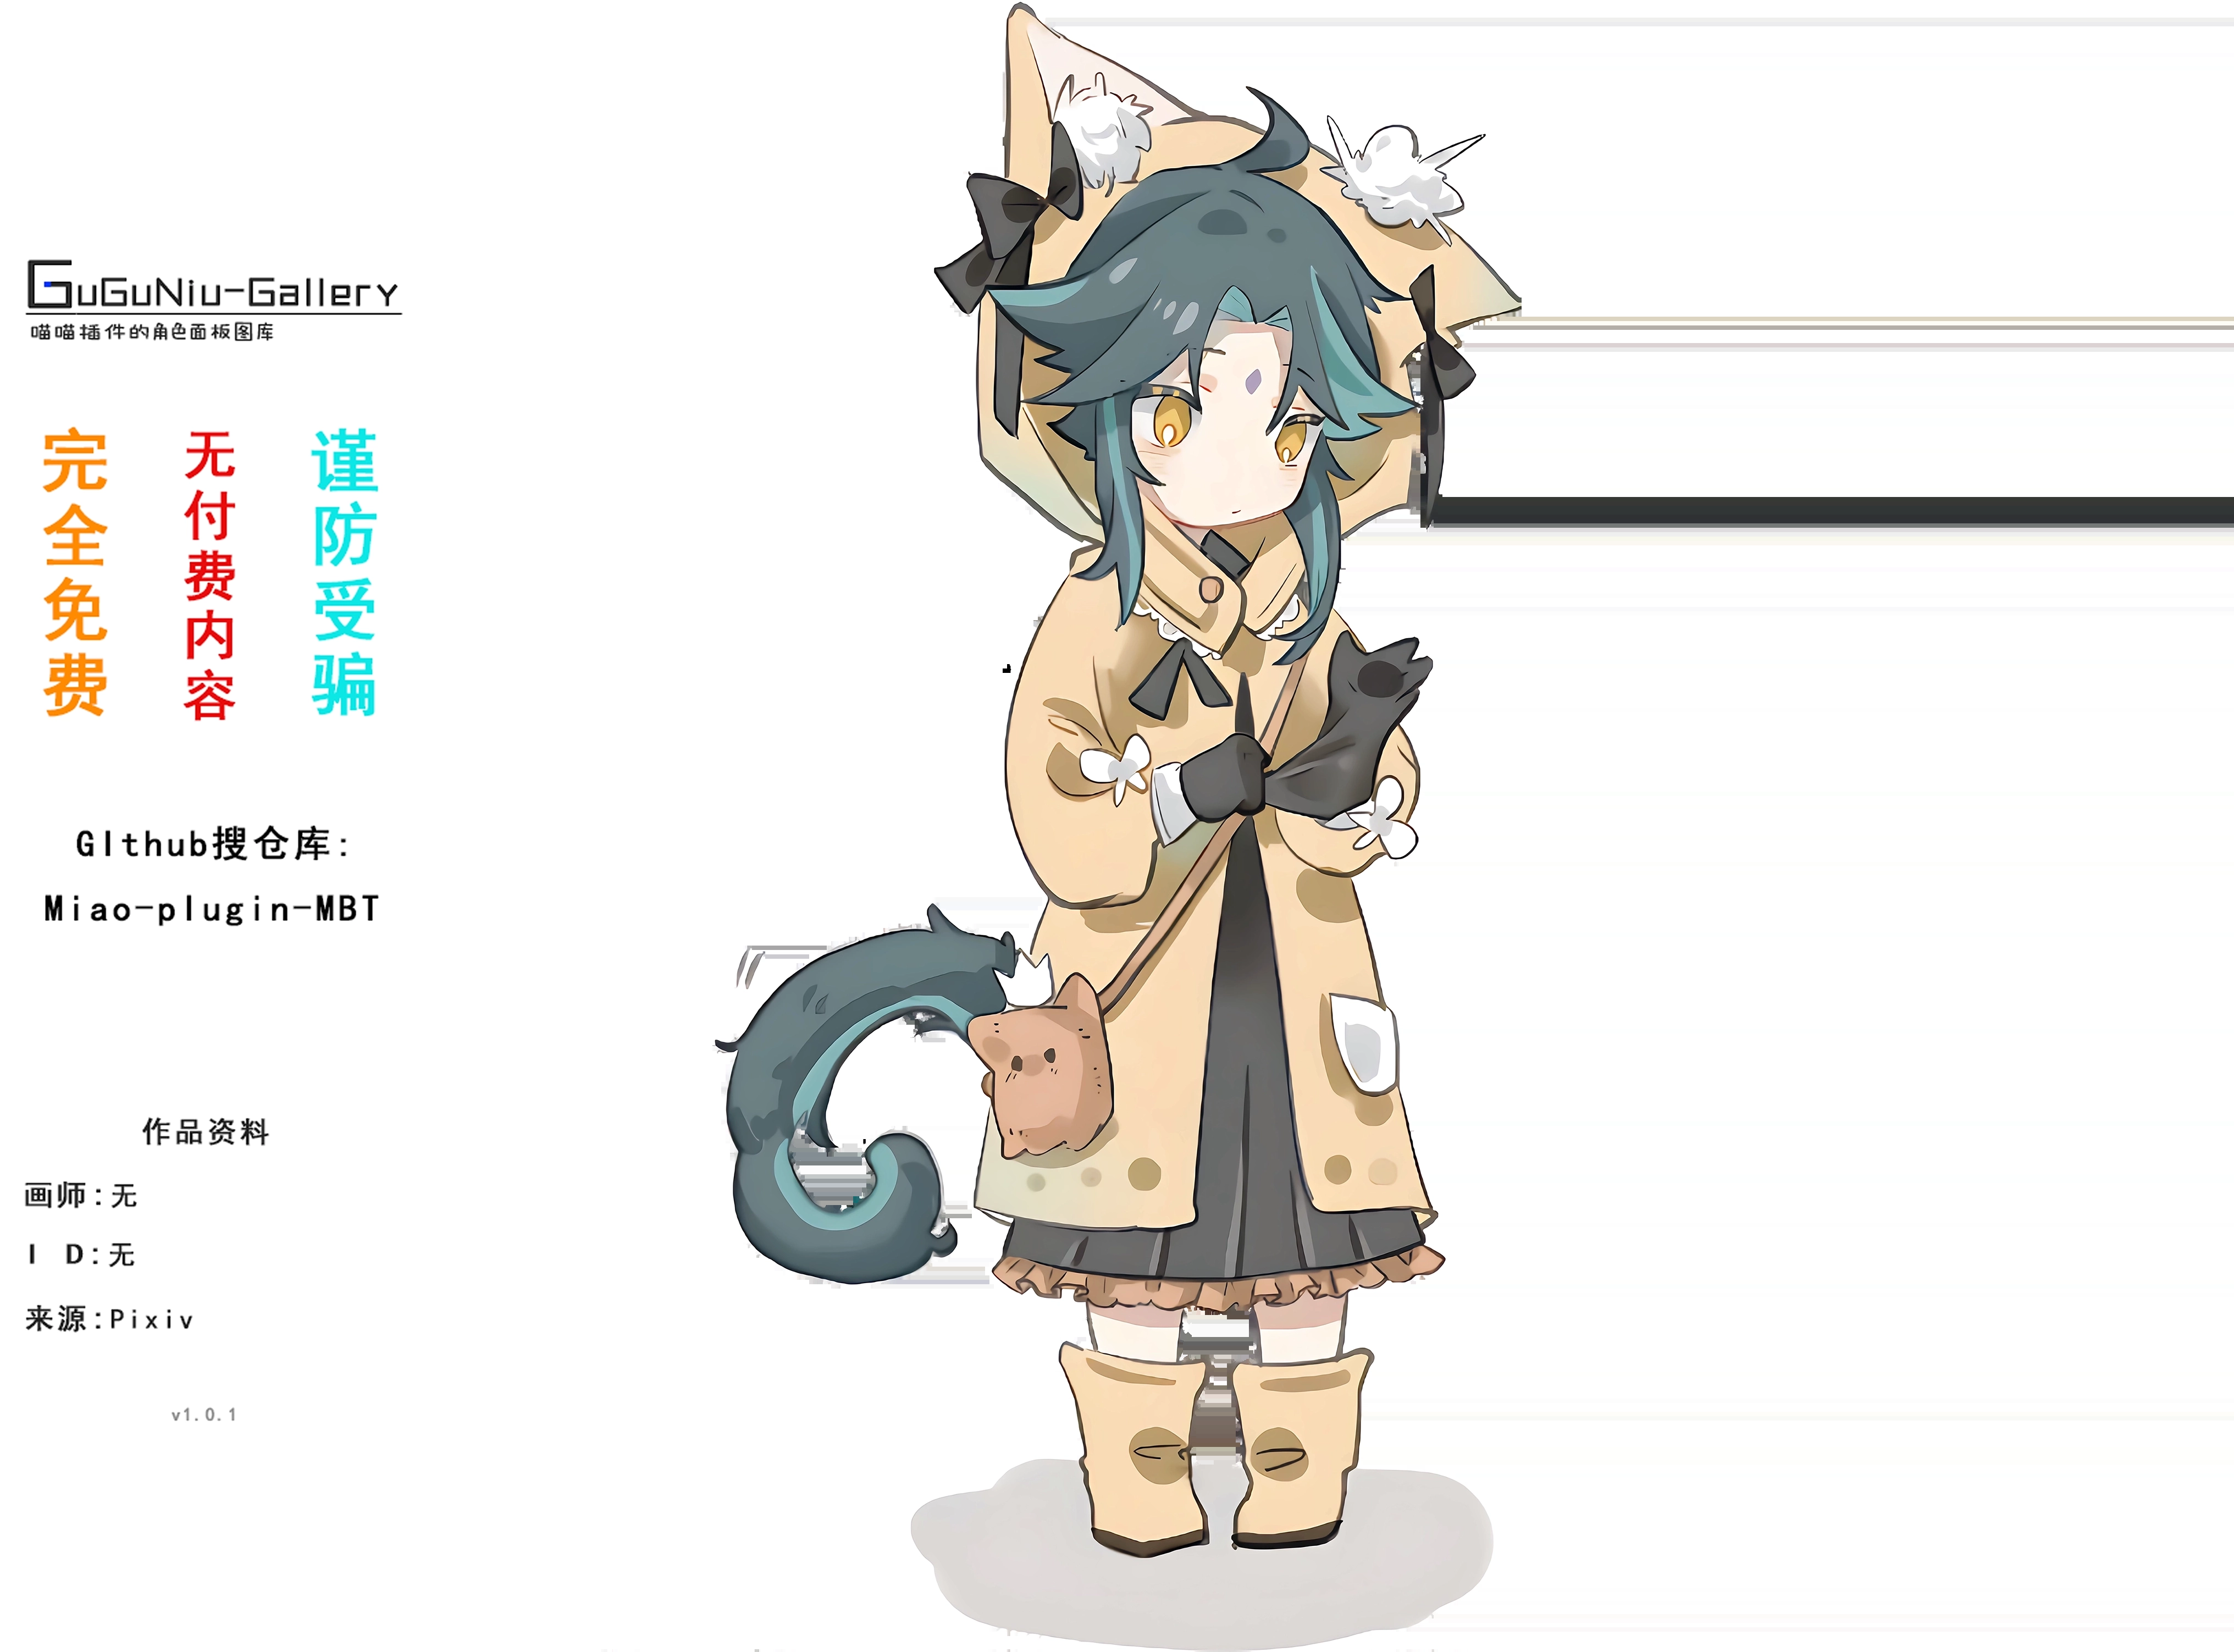 GuGuNiu-Gallery
喵喵插件的角色面板图库
完全免费
无付费内容
谨防受骗
GIthub搜仓库:
Miao-plugin-MBT
作品资料
画师:无
I D:无
来源:Pixiv
v1.0.1